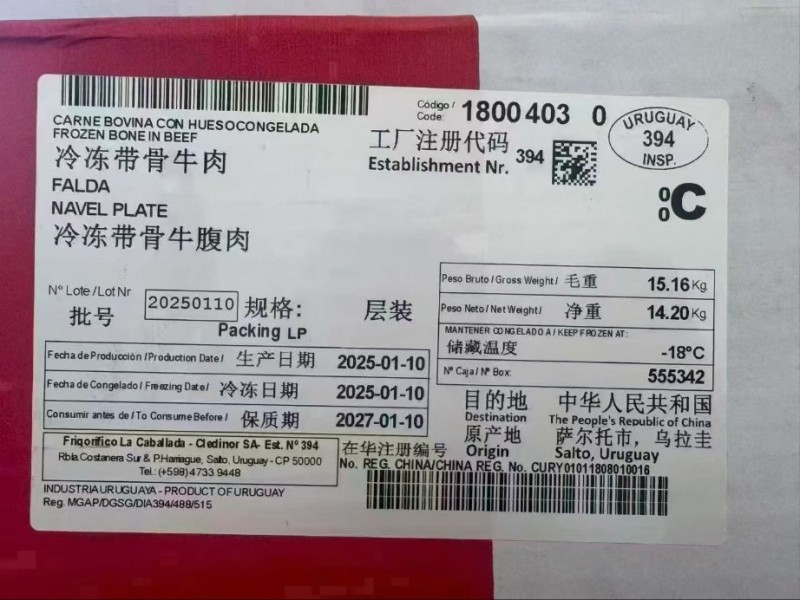 Código / Code: 1800403 0
CARNE BOVINA CON HUESO CONGELADA
FROZEN BONE IN BEEF
冷冻带骨牛肉
FALDA
NAVEL PLATE
冷冻带骨牛腹肉
工厂注册代码
Establishment Nr. 394
URUGUAY
394
INSP.
°C
Nº Lote /Lot Nr
批号
20250110
规格: 层装
Packing LP
Peso Bruto / Gross Weight / 毛重 15.16 Kg
Peso Neto / Net Weight / 净重 14.20 Kg
MANTENER CONGELADO A / KEEP FROZEN AT:
储藏温度 -18°C
Nº Caja / Nº Box: 555342
Fecha de Producción / Production Date / 生产日期 2025-01-10
Fecha de Congelado / Freezing Date / 冷冻日期 2025-01-10
Consumir antes de / To Consume Before / 保质期 2027-01-10
目的地 中华人民共和国
Destination The People's Republic of China
原产地 萨尔托市，乌拉圭
Origin Salto, Uruguay
Frigorífico La Caballada - Cledinor SA- Est. Nº 394
Rbla Costanera Sur & P.Harriague, Salto, Uruguay - CP 50000
Tel.: (+598) 4733 9448
在华注册编号
No. REG. CHINA/CHINA REG. No. CURY01011808010016
INDUSTRIA URUGUAYA - PRODUCT OF URUGUAY
Reg. MGAP/DGSG/DIA394/488/515